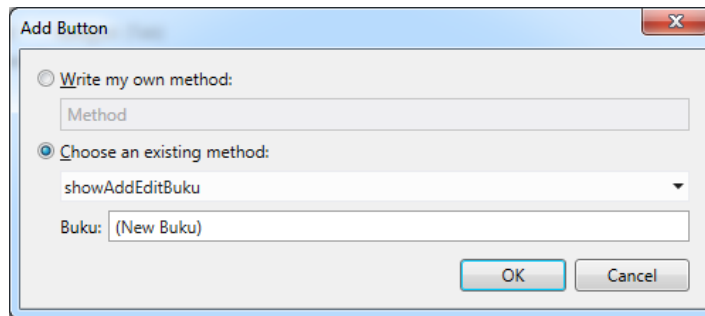 Add Button
Write my own method:
Method
Choose an existing method:
showAddEditBuku
Buku: (New Buku)
OK Cancel